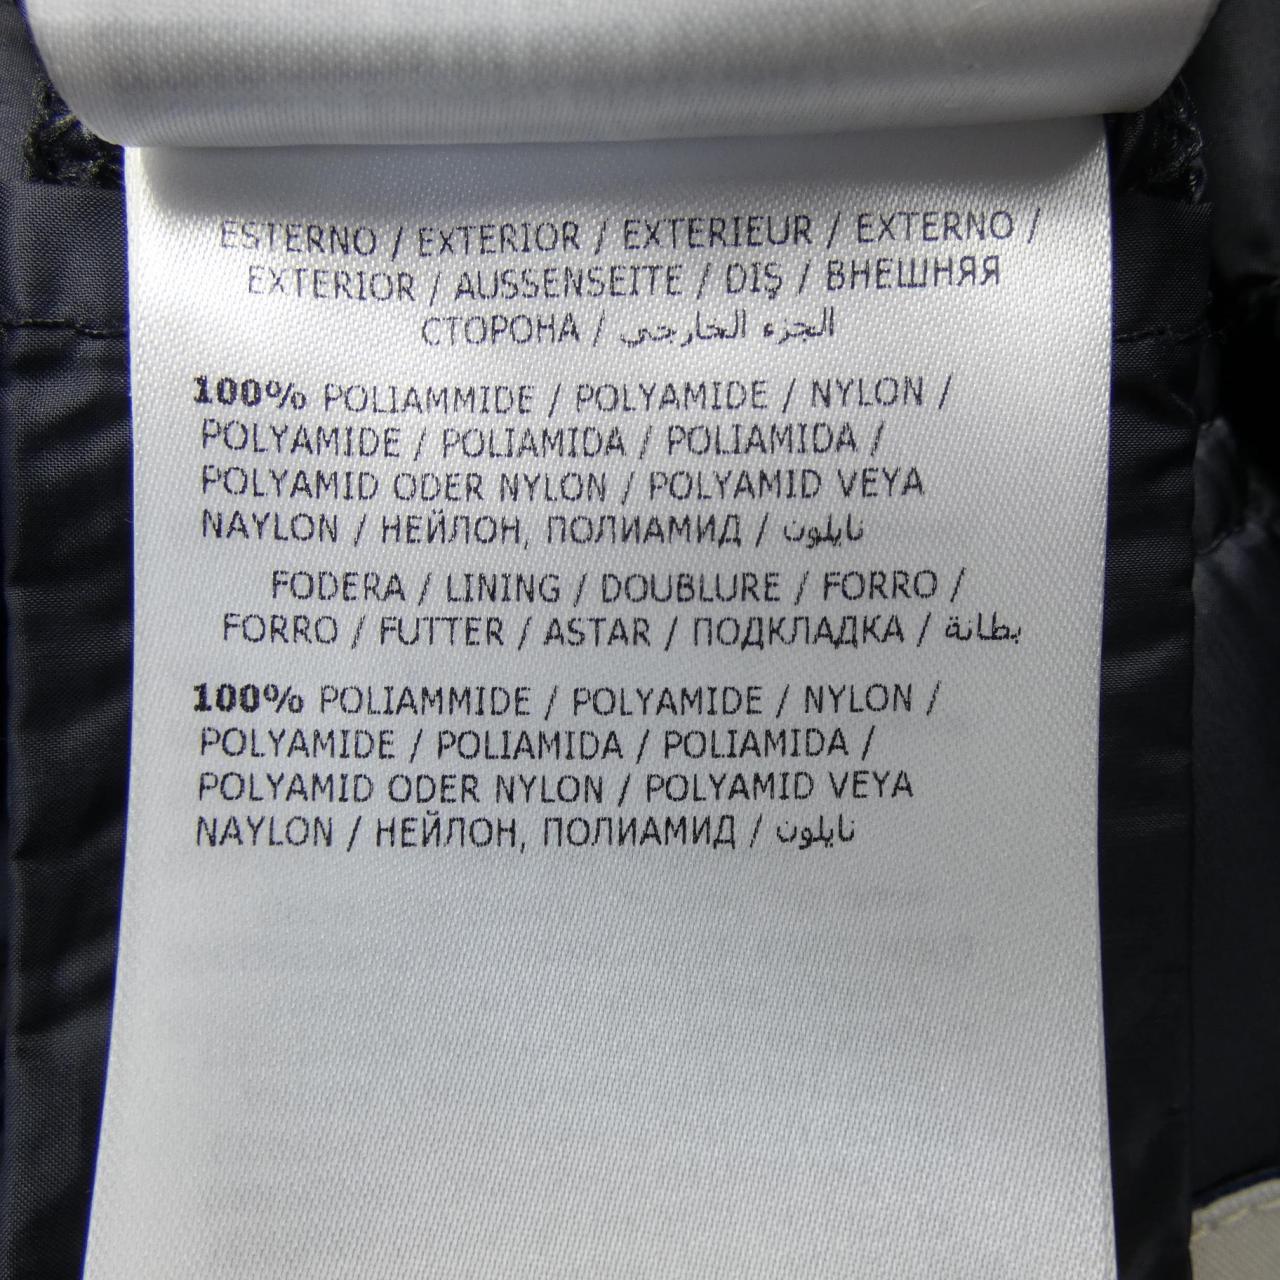 ESTERNO / EXTERIOR / EXTERIEUR / EXTERNO /
EXTERIOR / AUSSENSEITE / DIŞ / ВНЕШНЯЯ
СТОРОНА / الجزء الخارجي
100% POLIAMMIDE / POLYAMIDE / NYLON /
POLYAMIDE / POLIAMIDA / POLIAMIDA /
POLYAMID ODER NYLON / POLYAMID VEYA
NAYLON / НЕЙЛОН, ПОЛИАМИД / نايلون
FODERA / LINING / DOUBLURE / FORRO /
FORRO / FUTTER / ASTAR / ПОДКЛАДКА / بطانة
100% POLIAMMIDE / POLYAMIDE / NYLON /
POLYAMIDE / POLIAMIDA / POLIAMIDA /
POLYAMID ODER NYLON / POLYAMID VEYA
NAYLON / НЕЙЛОН, ПОЛИАМИД / نايلون